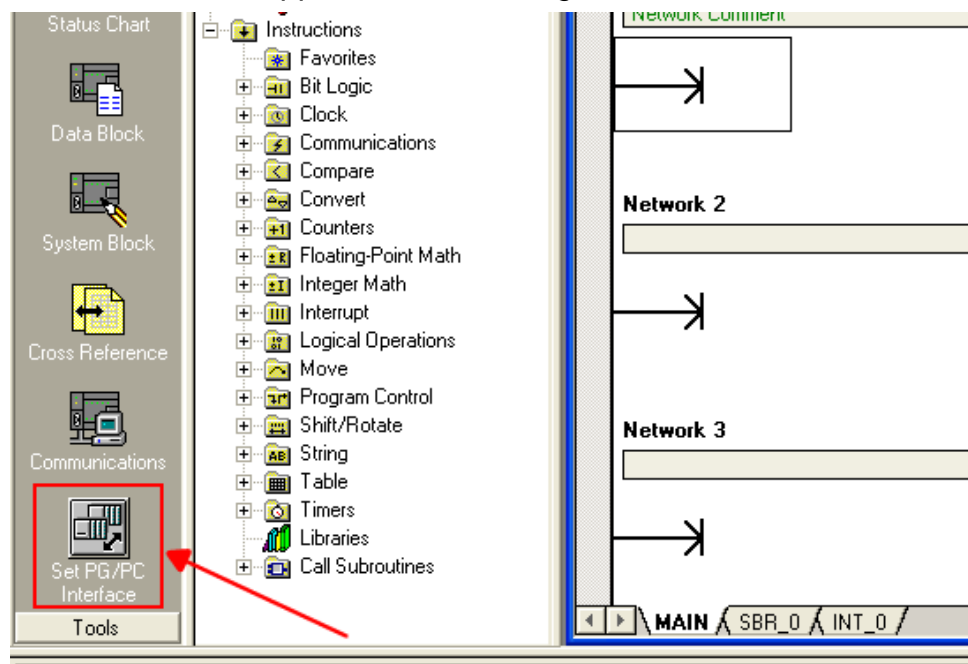 Status Chart
Data Block
System Block
Cross Reference
Communications
Set PG/PC
Interface
Tools
Instructions
Favorites
Bit Logic
Clock
Communications
Compare
Convert
Counters
Floating-Point Math
Integer Math
Interrupt
Logical Operations
Move
Program Control
Shift/Rotate
String
Table
Timers
Libraries
Call Subroutines
Network Comment
Network 2
Network 3
MAIN SBR_0 INT_0